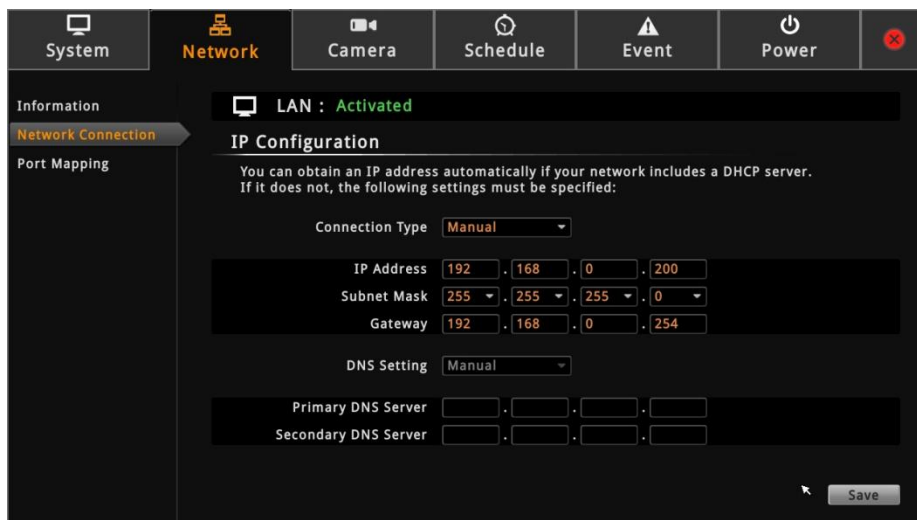 System Network Camera Schedule Event Power
Information
Network Connection
Port Mapping
LAN : Activated
IP Configuration
You can obtain an IP address automatically if your network includes a DHCP server.
If it does not, the following settings must be specified:
Connection Type Manual
IP Address 192 . 168 . 0 . 200
Subnet Mask 255 . 255 . 255 . 0
Gateway 192 . 168 . 0 . 254
DNS Setting Manual
Primary DNS Server . . .
Secondary DNS Server . . .
Save